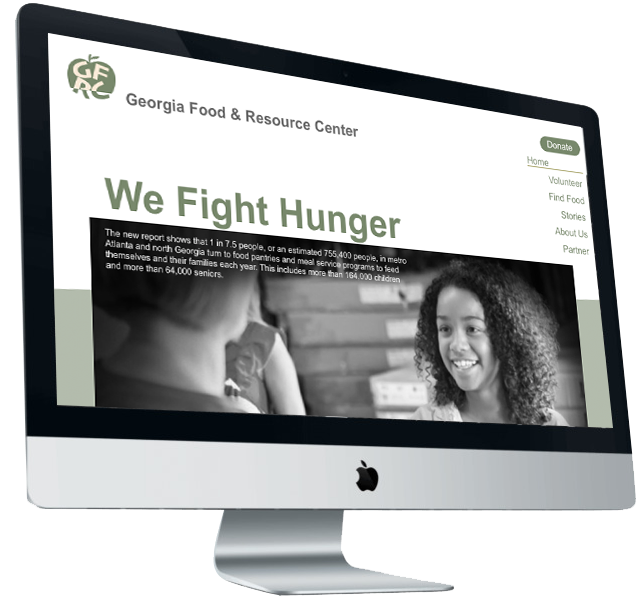 GF
RC
Georgia Food & Resource Center
Donate
Home
Volunteer
Find Food
Stories
About Us
Partner
We Fight Hunger
The new report shows that 1 in 7.5 people, or an estimated 755,400 people, in metro
Atlanta and north Georgia turn to food pantries and meal service programs to feed
themselves and their families each year. This includes more than 164,000 children
and more than 64,000 seniors.